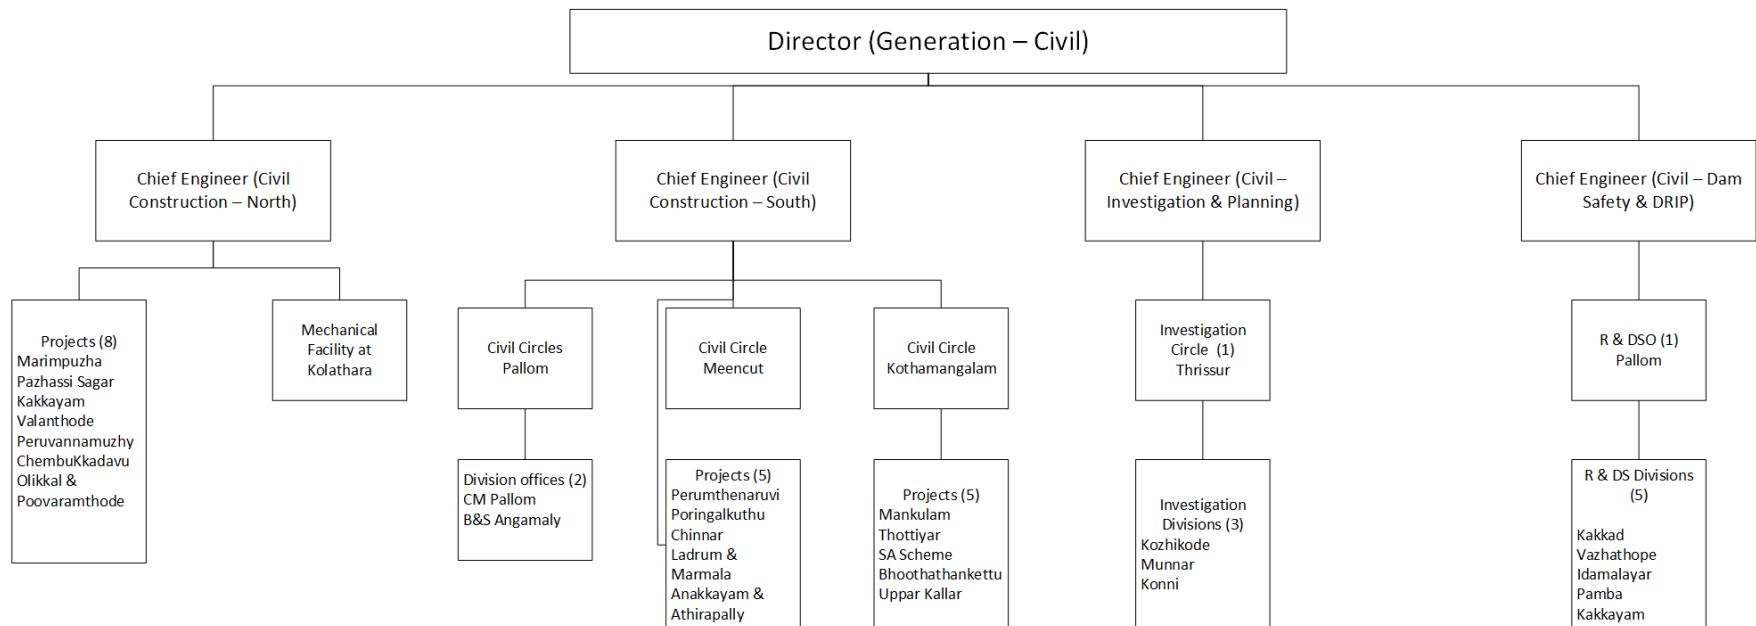 Director (Generation – Civil)
Chief Engineer (Civil
Construction – North)
Chief Engineer (Civil
Construction – South)
Chief Engineer (Civil –
Investigation & Planning)
Chief Engineer (Civil – Dam
Safety & DRIP)
Projects (8)
Marimpuzha
Pazhassi Sagar
Kakkayam
Valanthode
Peruvannamuzhy
ChembuKkadavu
Olikkal &
Poovaramthode
Mechanical
Facility at
Kolathara
Civil Circles
Pallom
Civil Circle
Meencut
Civil Circle
Kothamangalam
Investigation
Circle (1)
Thrissur
R & DSO (1)
Pallom
Division offices (2)
CM Pallom
B&S Angamaly
Projects (5)
Perumthenaruvi
Poringalkuthu
Chinnar
Ladrum &
Marmala
Anakkayam &
Athirapally
Projects (5)
Mankulam
Thottiyar
SA Scheme
Bhoothathankettu
Uppar Kallar
Investigation
Divisions (3)
Kozhikode
Munnar
Konni
R & DS Divisions
(5)
Kakkad
Vazhathope
Idamalayar
Pamba
Kakkayam